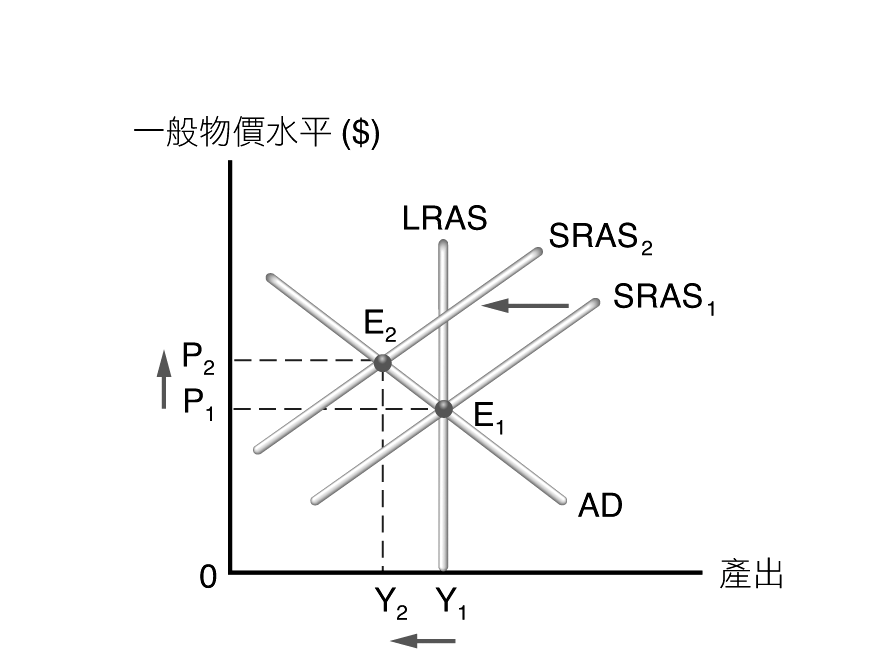 一般物價水平 ($)
LRAS
SRAS₂
SRAS₁
E₂
P₂
P₁
E₁
AD
0
產出
Y₂
Y₁